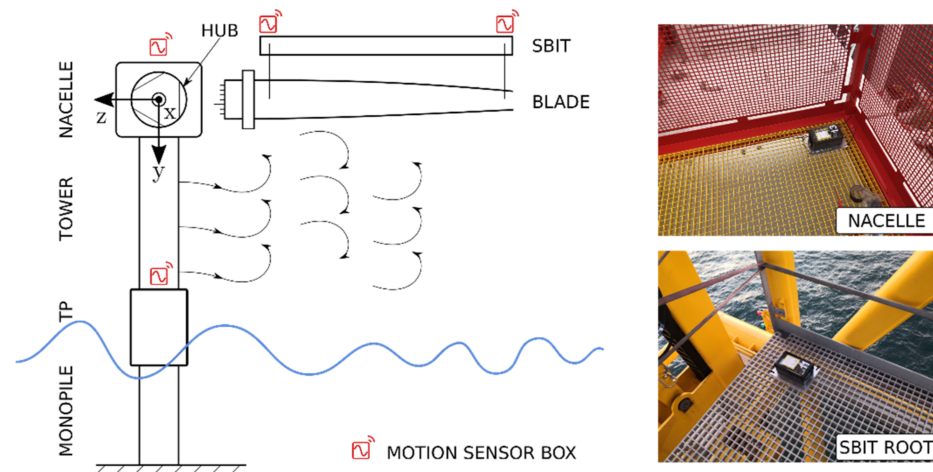 HUB
SBIT
BLADE
NACELLE
z
x
y
TOWER
TP
MONOPILE
MOTION SENSOR BOX
NACELLE
SBIT ROOT